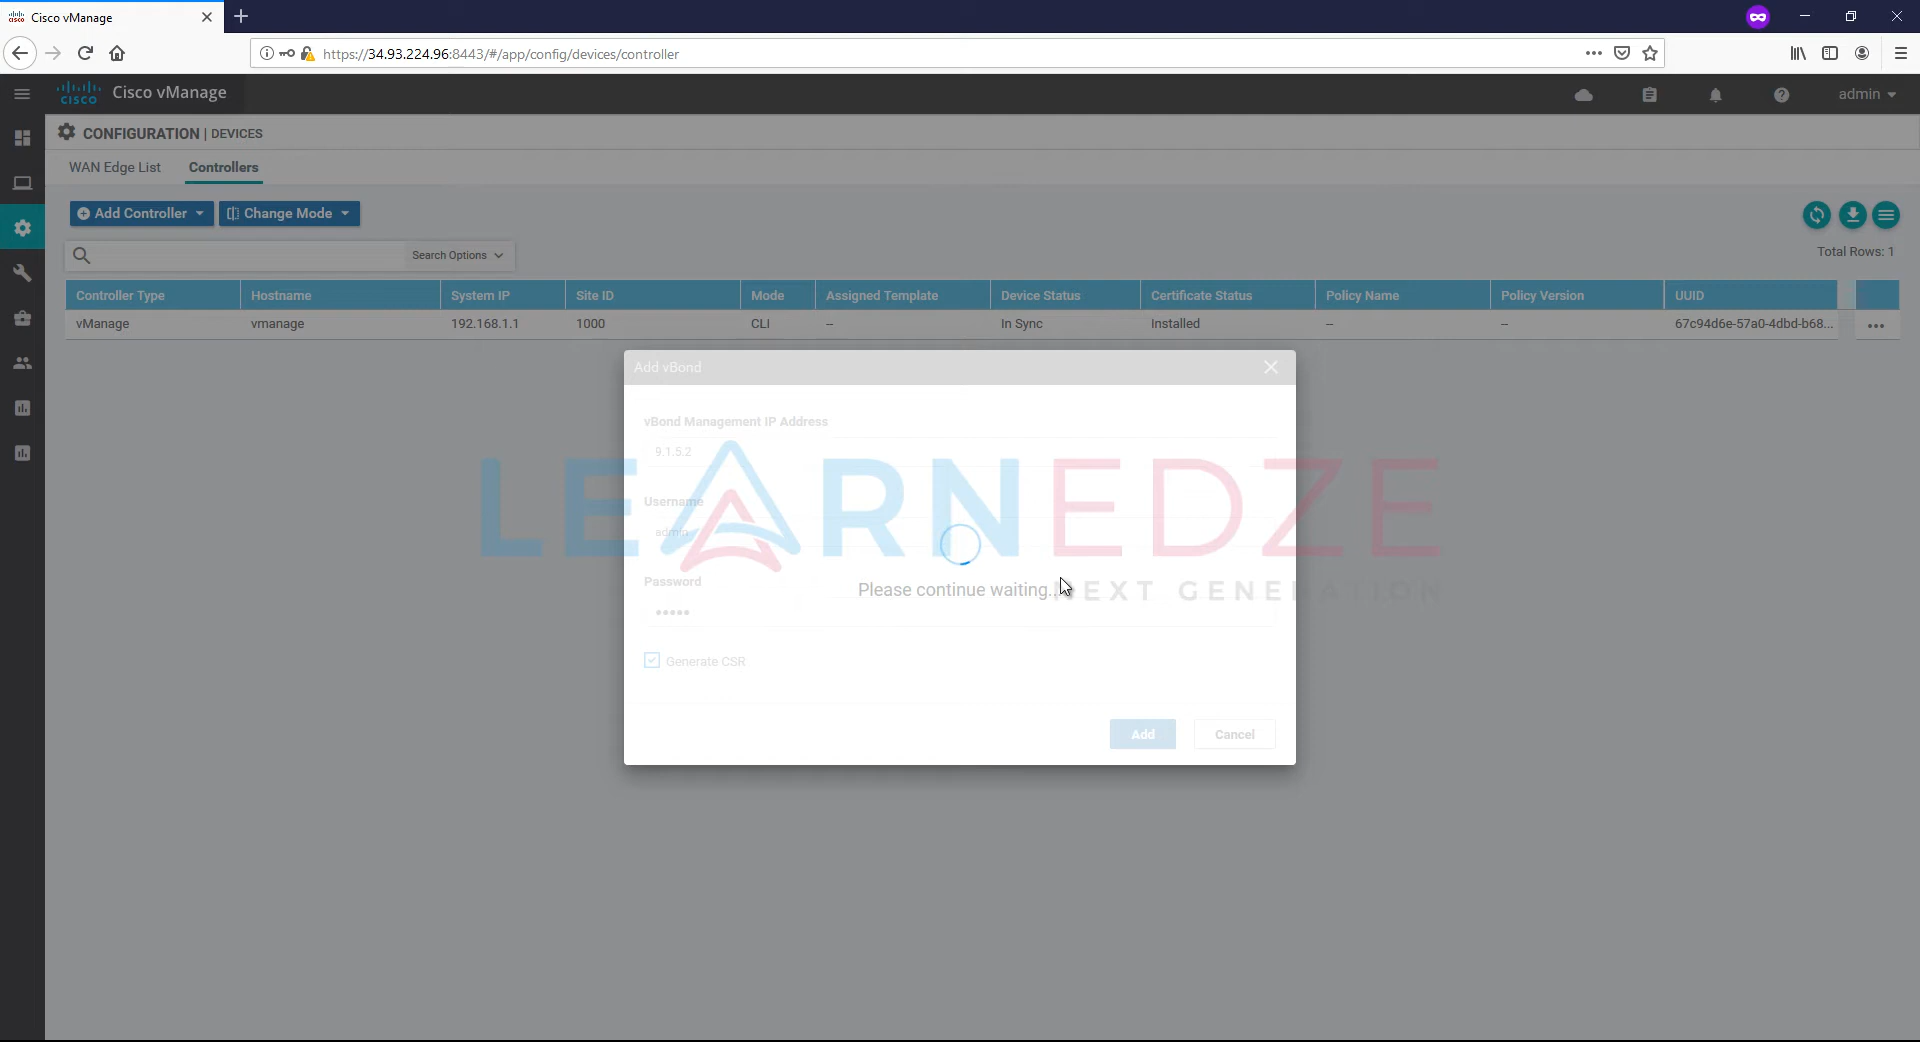 Cisco vManage
https://34.93.224.96:8443/#/app/config/devices/controller
cisco Cisco vManage
admin
CONFIGURATION | DEVICES
WAN Edge List Controllers
Add Controller Change Mode
Search Options
Total Rows: 1
Controller Type Hostname System IP Site ID Mode Assigned Template Device Status Certificate Status Policy Name Policy Version UUID
vManage vmanage 192.168.1.1 1000 CLI -- In Sync Installed -- -- 67c94d6e-57a0-4dbd-b68...
Add vBond
vBond Management IP Address
9.1.5.2
Username
admin
Password
•••••
Please continue waiting..
Generate CSR
Add Cancel
LEARNEDZE
NEXT GENERATION